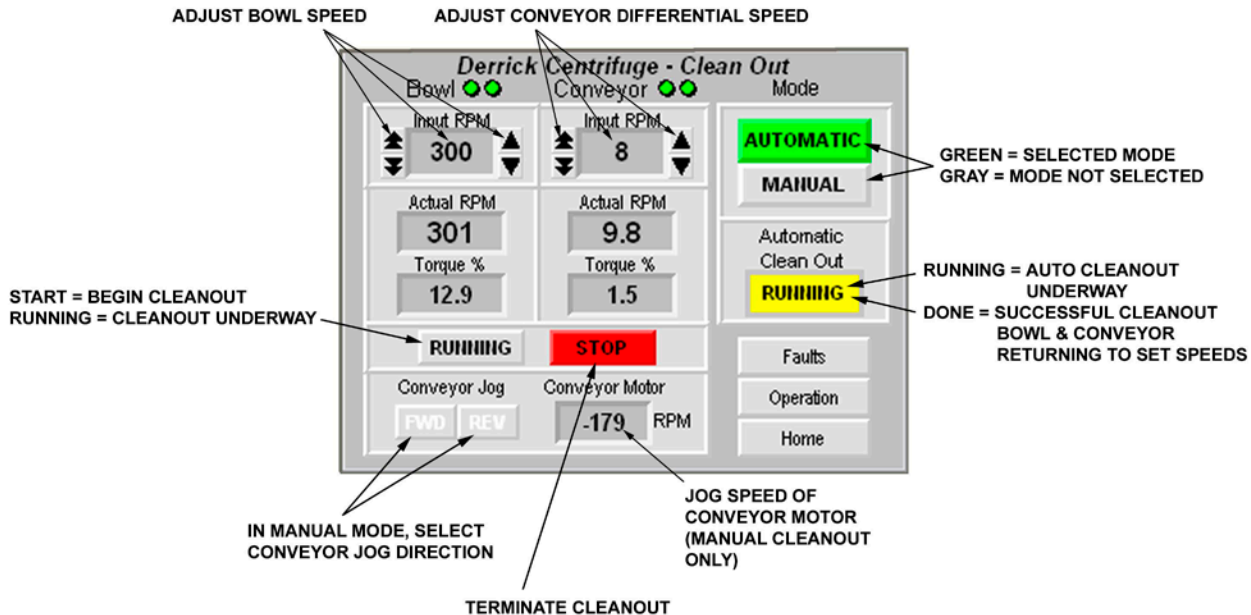 ADJUST BOWL SPEED
ADJUST CONVEYOR DIFFERENTIAL SPEED
Derrick Centrifuge - Clean Out
Bowl
Conveyor
Mode
Input RPM
300
Input RPM
8
AUTOMATIC
MANUAL
GREEN = SELECTED MODE
GRAY = MODE NOT SELECTED
Actual RPM
301
Actual RPM
9.8
Torque %
12.9
Torque %
1.5
Automatic
Clean Out
RUNNING
RUNNING = AUTO CLEANOUT
UNDERWAY
DONE = SUCCESSFUL CLEANOUT
BOWL & CONVEYOR
RETURNING TO SET SPEEDS
START = BEGIN CLEANOUT
RUNNING = CLEANOUT UNDERWAY
RUNNING
STOP
Faults
Operation
Home
Conveyor Jog
FWD
REV
Conveyor Motor
-179
RPM
IN MANUAL MODE, SELECT
CONVEYOR JOG DIRECTION
JOG SPEED OF
CONVEYOR MOTOR
(MANUAL CLEANOUT
ONLY)
TERMINATE CLEANOUT